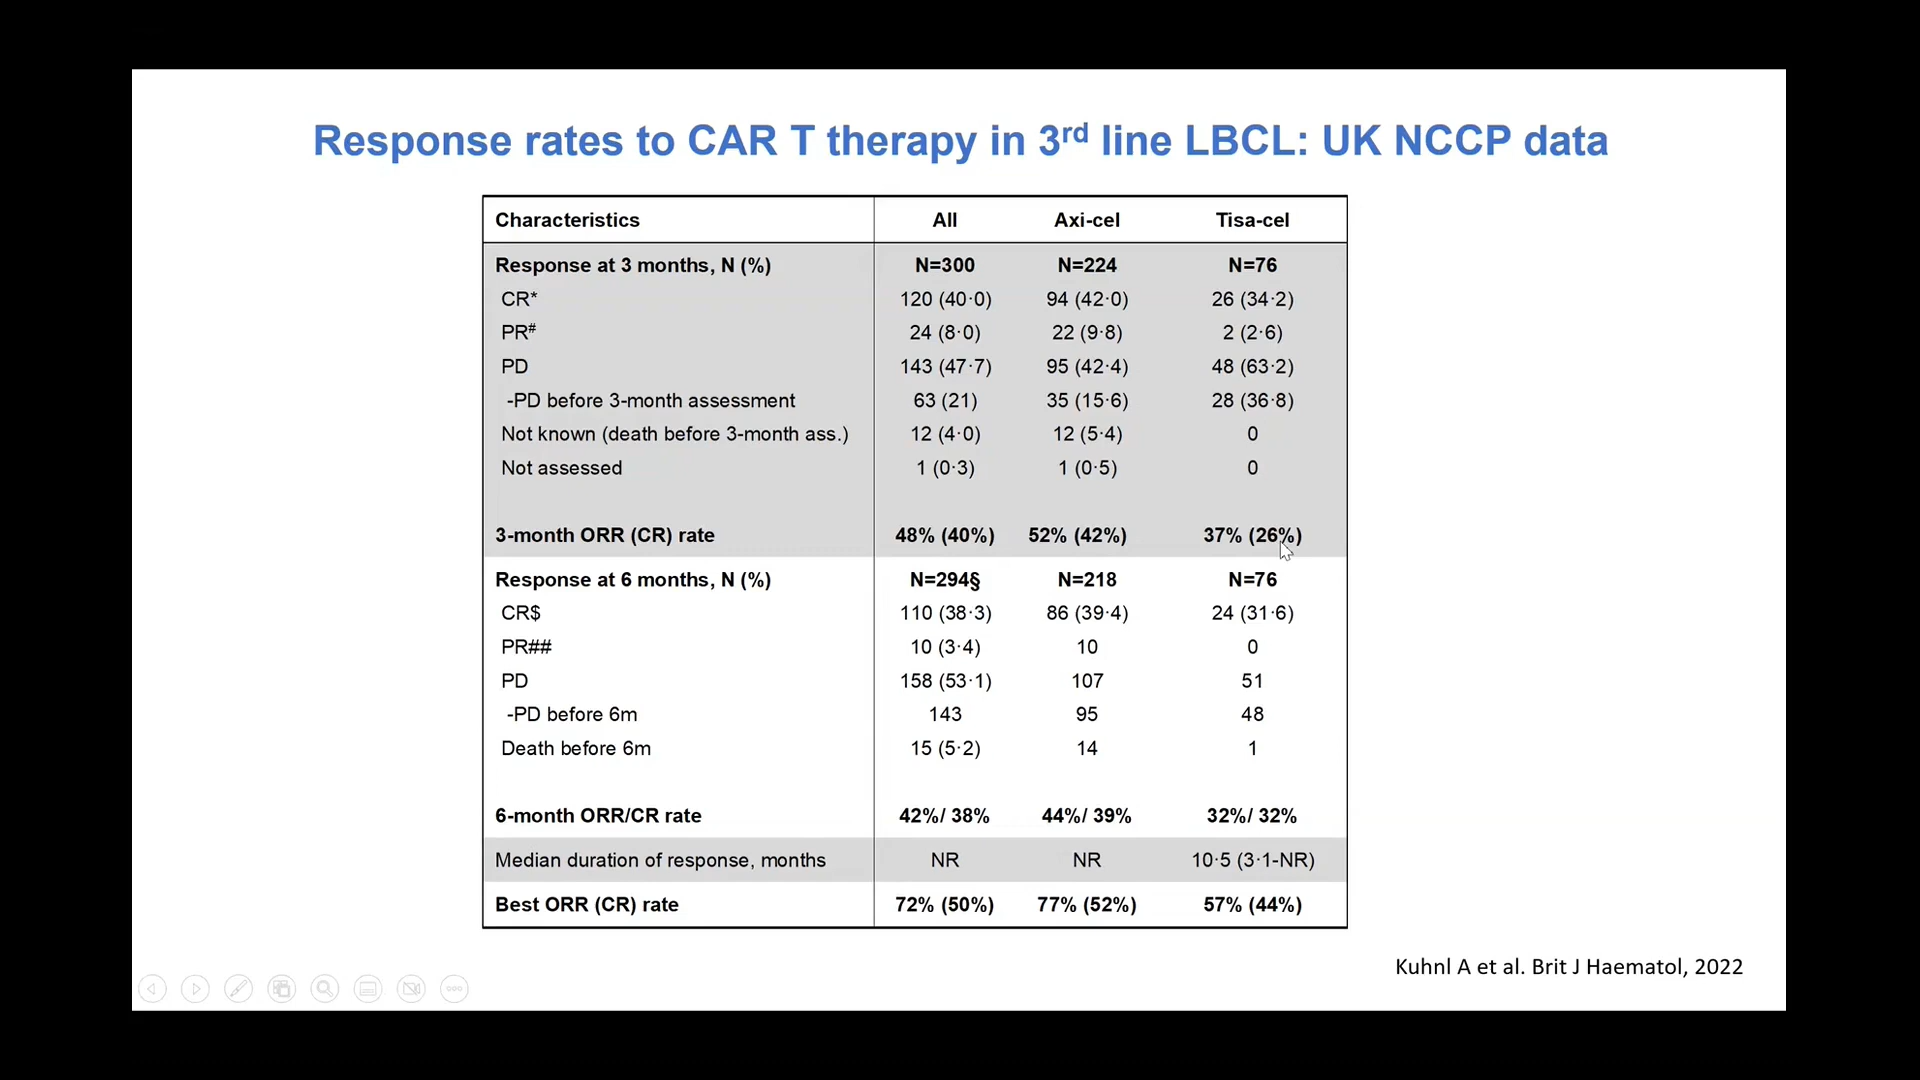 Response rates to CAR T therapy in 3rd line LBCL: UK NCCP data
Characteristics All Axi-cel Tisa-cel
Response at 3 months, N (%) N=300 N=224 N=76
CR* 120 (40·0) 94 (42·0) 26 (34·2)
PR# 24 (8·0) 22 (9·8) 2 (2·6)
PD 143 (47·7) 95 (42·4) 48 (63·2)
-PD before 3-month assessment 63 (21) 35 (15·6) 28 (36·8)
Not known (death before 3-month ass.) 12 (4·0) 12 (5·4) 0
Not assessed 1 (0·3) 1 (0·5) 0
3-month ORR (CR) rate 48% (40%) 52% (42%) 37% (26%)
Response at 6 months, N (%) N=294§ N=218 N=76
CR$ 110 (38·3) 86 (39·4) 24 (31·6)
PR## 10 (3·4) 10 0
PD 158 (53·1) 107 51
-PD before 6m 143 95 48
Death before 6m 15 (5·2) 14 1
6-month ORR/CR rate 42%/ 38% 44%/ 39% 32%/ 32%
Median duration of response, months NR NR 10·5 (3·1-NR)
Best ORR (CR) rate 72% (50%) 77% (52%) 57% (44%)
Kuhnl A et al. Brit J Haematol, 2022